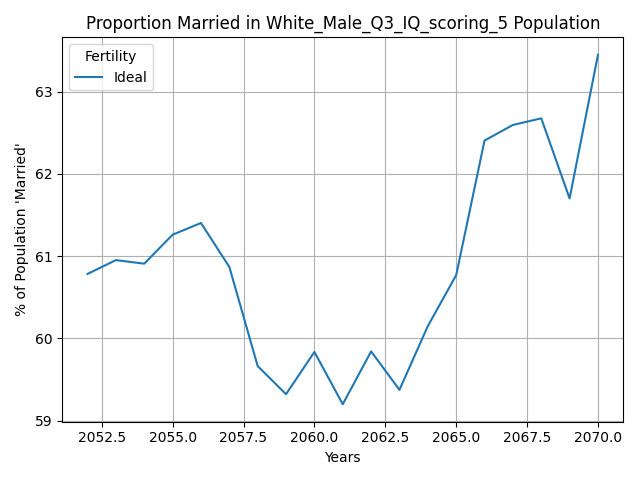 Proportion Married in White_Male_Q3_IQ_scoring_5 Population
Fertility
Ideal
% of Population 'Married'
63
62
61
60
59
2052.5 2055.0 2057.5 2060.0 2062.5 2065.0 2067.5 2070.0
Years